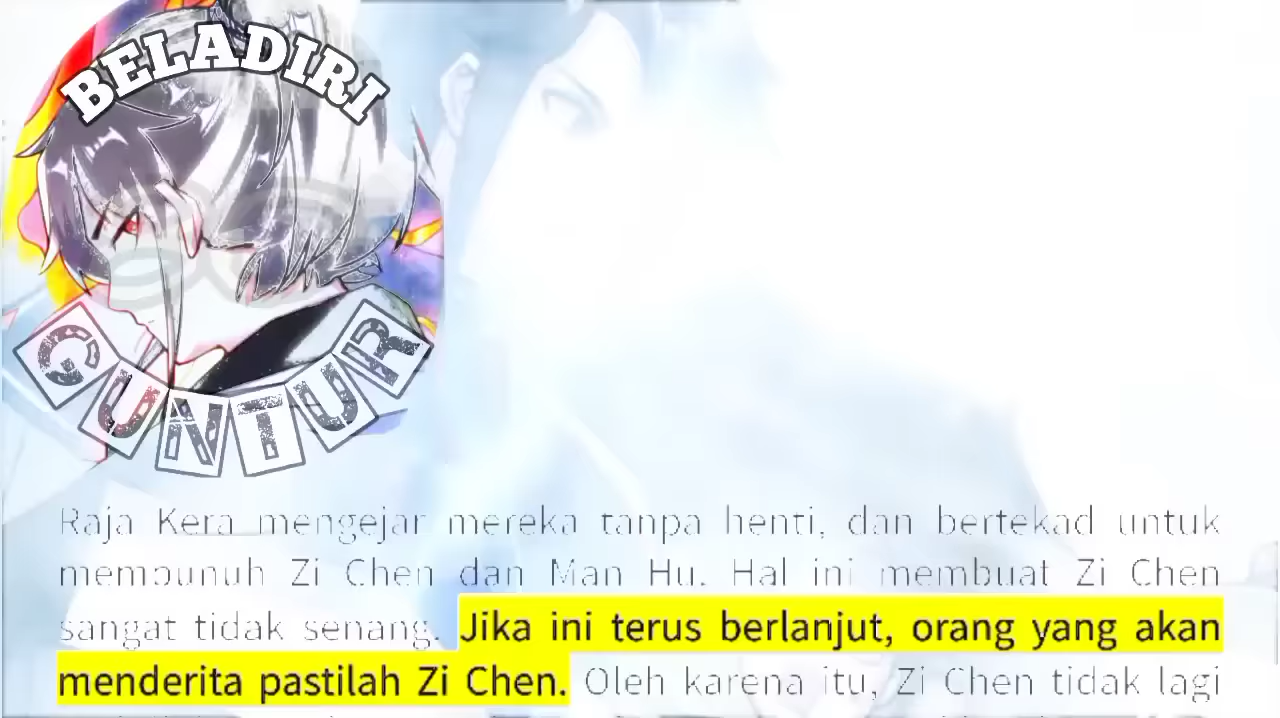 BELADIRI
GUNTUR
Raja Kera mengejar mereka tanpa henti, dan bertekad untuk
membunuh Zi Chen dan Man Hu. Hal ini membuat Zi Chen
sangat tidak senang. Jika ini terus berlanjut, orang yang akan
menderita pastilah Zi Chen. Oleh karena itu, Zi Chen tidak lagi